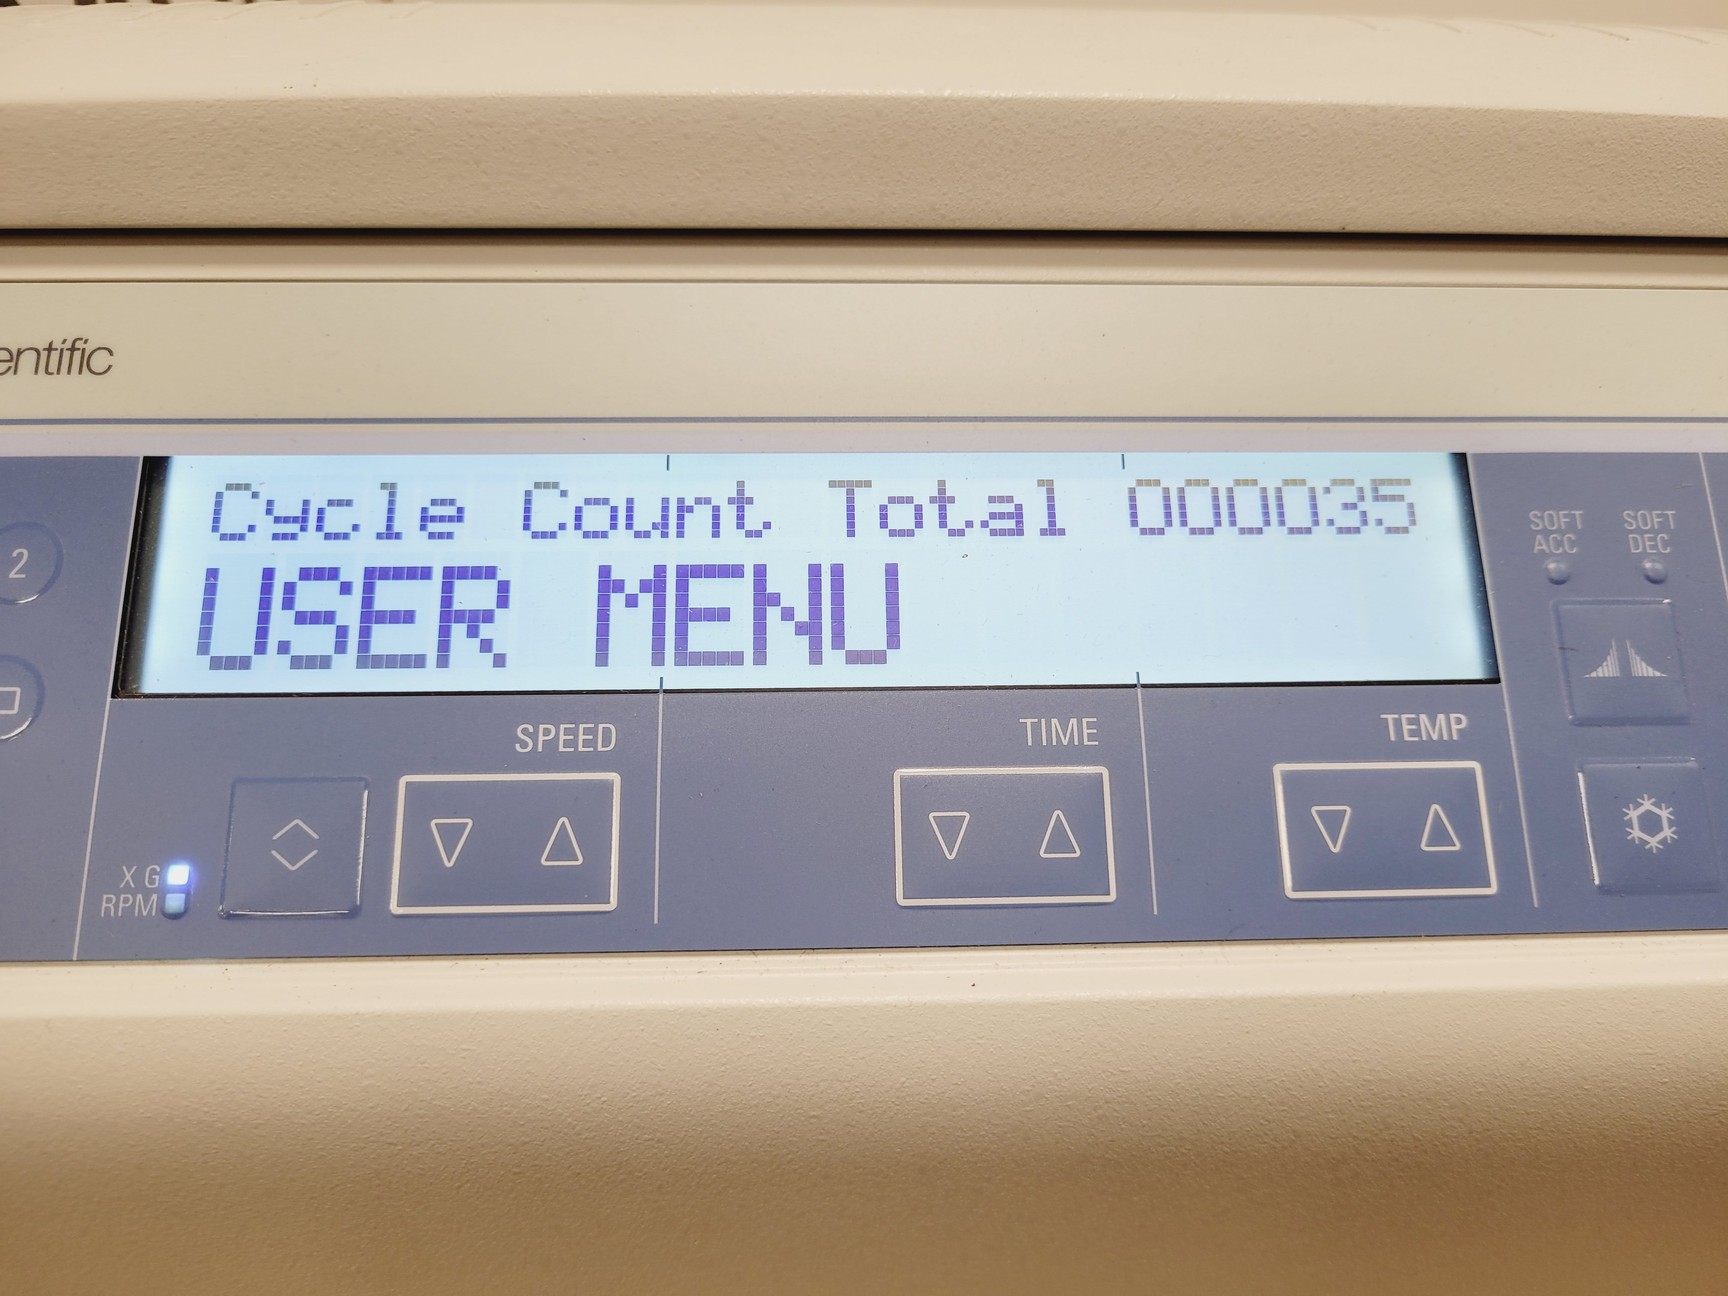 entific
Cycle Count Total 000035
USER MENU
2
SOFT ACC
SOFT DEC
SPEED
TIME
TEMP
X G
RPM